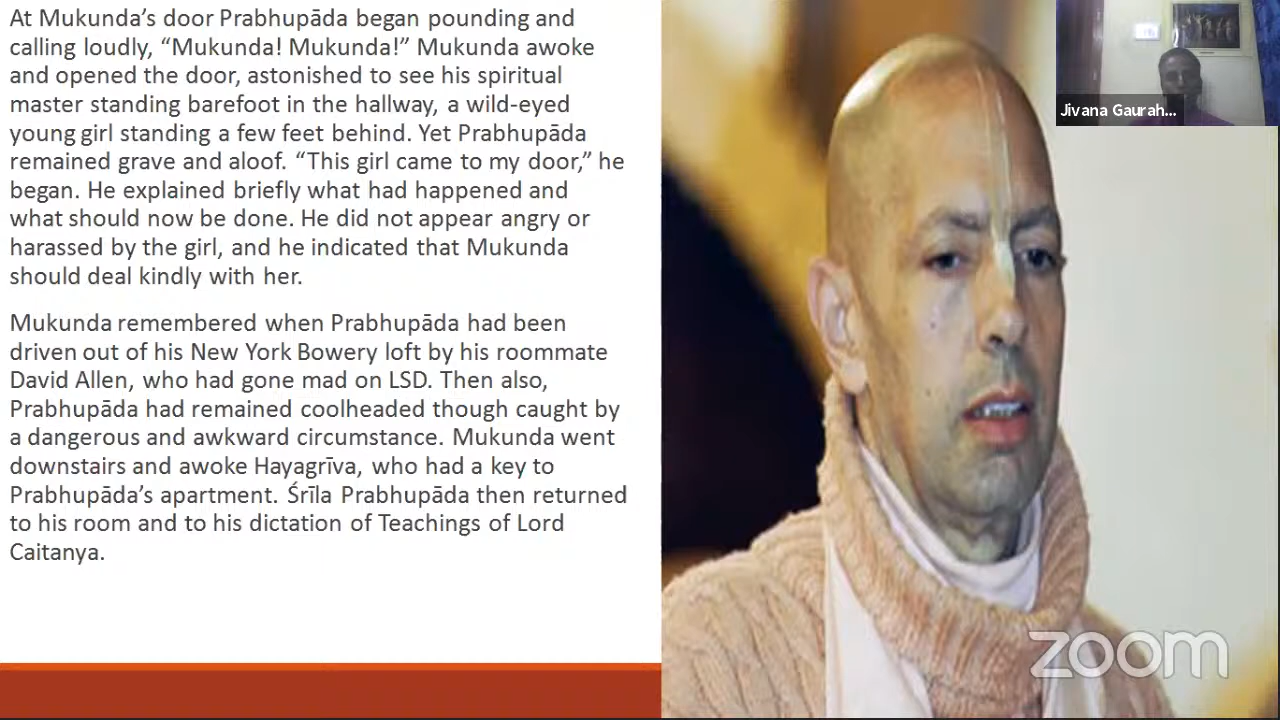 At Mukunda’s door Prabhupāda began pounding and
calling loudly, “Mukunda! Mukunda!” Mukunda awoke
and opened the door, astonished to see his spiritual
master standing barefoot in the hallway, a wild-eyed
young girl standing a few feet behind. Yet Prabhupāda
remained grave and aloof. “This girl came to my door,” he
began. He explained briefly what had happened and
what should now be done. He did not appear angry or
harassed by the girl, and he indicated that Mukunda
should deal kindly with her.
Mukunda remembered when Prabhupāda had been
driven out of his New York Bowery loft by his roommate
David Allen, who had gone mad on LSD. Then also,
Prabhupāda had remained coolheaded though caught by
a dangerous and awkward circumstance. Mukunda went
downstairs and awoke Hayagrīva, who had a key to
Prabhupāda’s apartment. Śrīla Prabhupāda then returned
to his room and to his dictation of Teachings of Lord
Caitanya.
Jivana Gaurah...
zoom